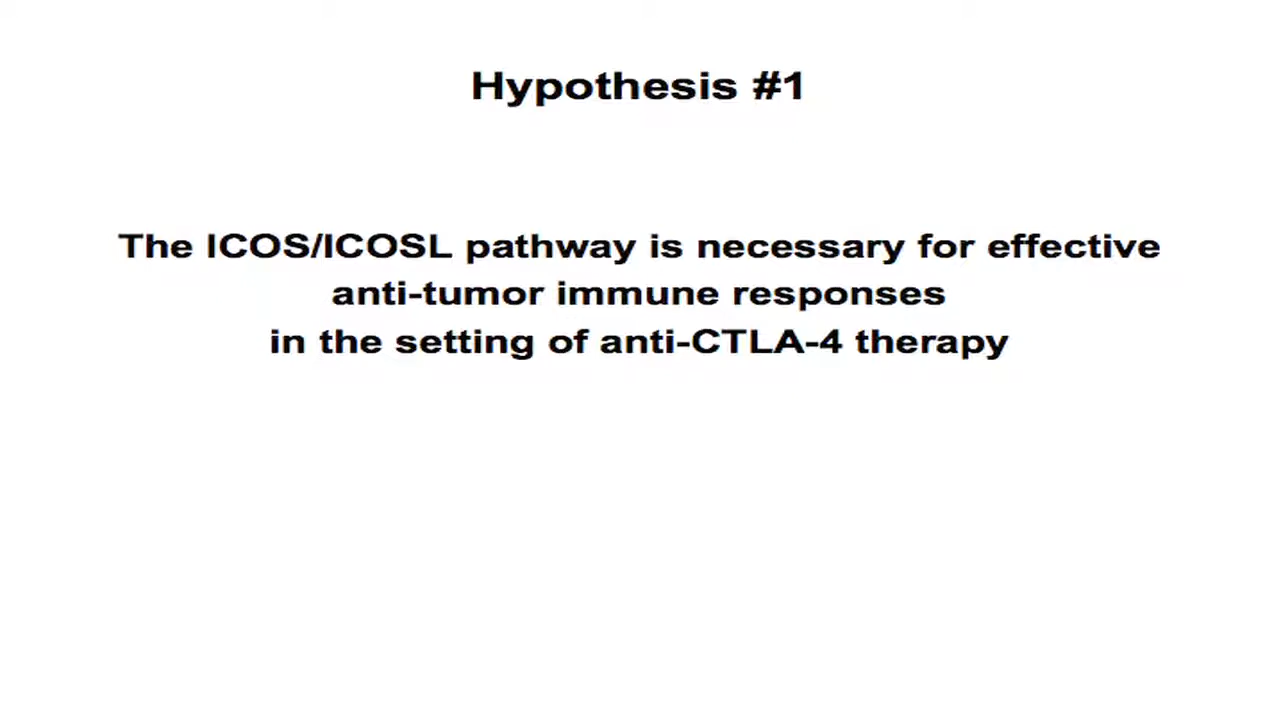 Hypothesis #1
The ICOS/ICOSL pathway is necessary for effective
anti-tumor immune responses
in the setting of anti-CTLA-4 therapy